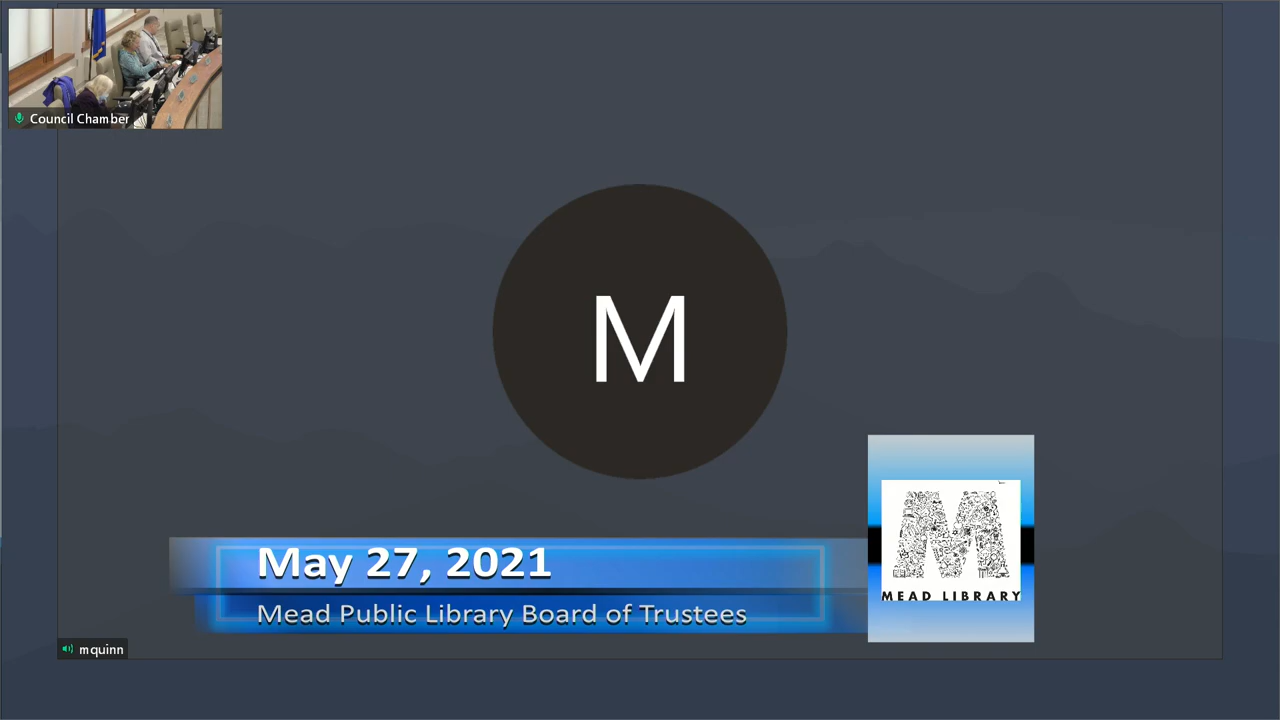 Council Chamber
M
May 27, 2021
Mead Public Library Board of Trustees
M
MEAD LIBRARY
mquinn